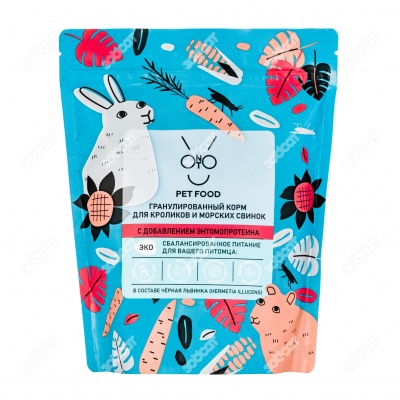 ONTO
PET FOOD
ГРАНУЛИРОВАННЫЙ КОРМ
ДЛЯ КРОЛИКОВ И МОРСКИХ СВИНОК
С ДОБАВЛЕНИЕМ ЭНТОМОПРОТЕИНА
ЭКО
СБАЛАНСИРОВАННОЕ ПИТАНИЕ
ДЛЯ ВАШЕГО ПИТОМЦА:
В СОСТАВЕ ЧЁРНАЯ ЛЬВИНКА (HERMETIA ILLUCENS)